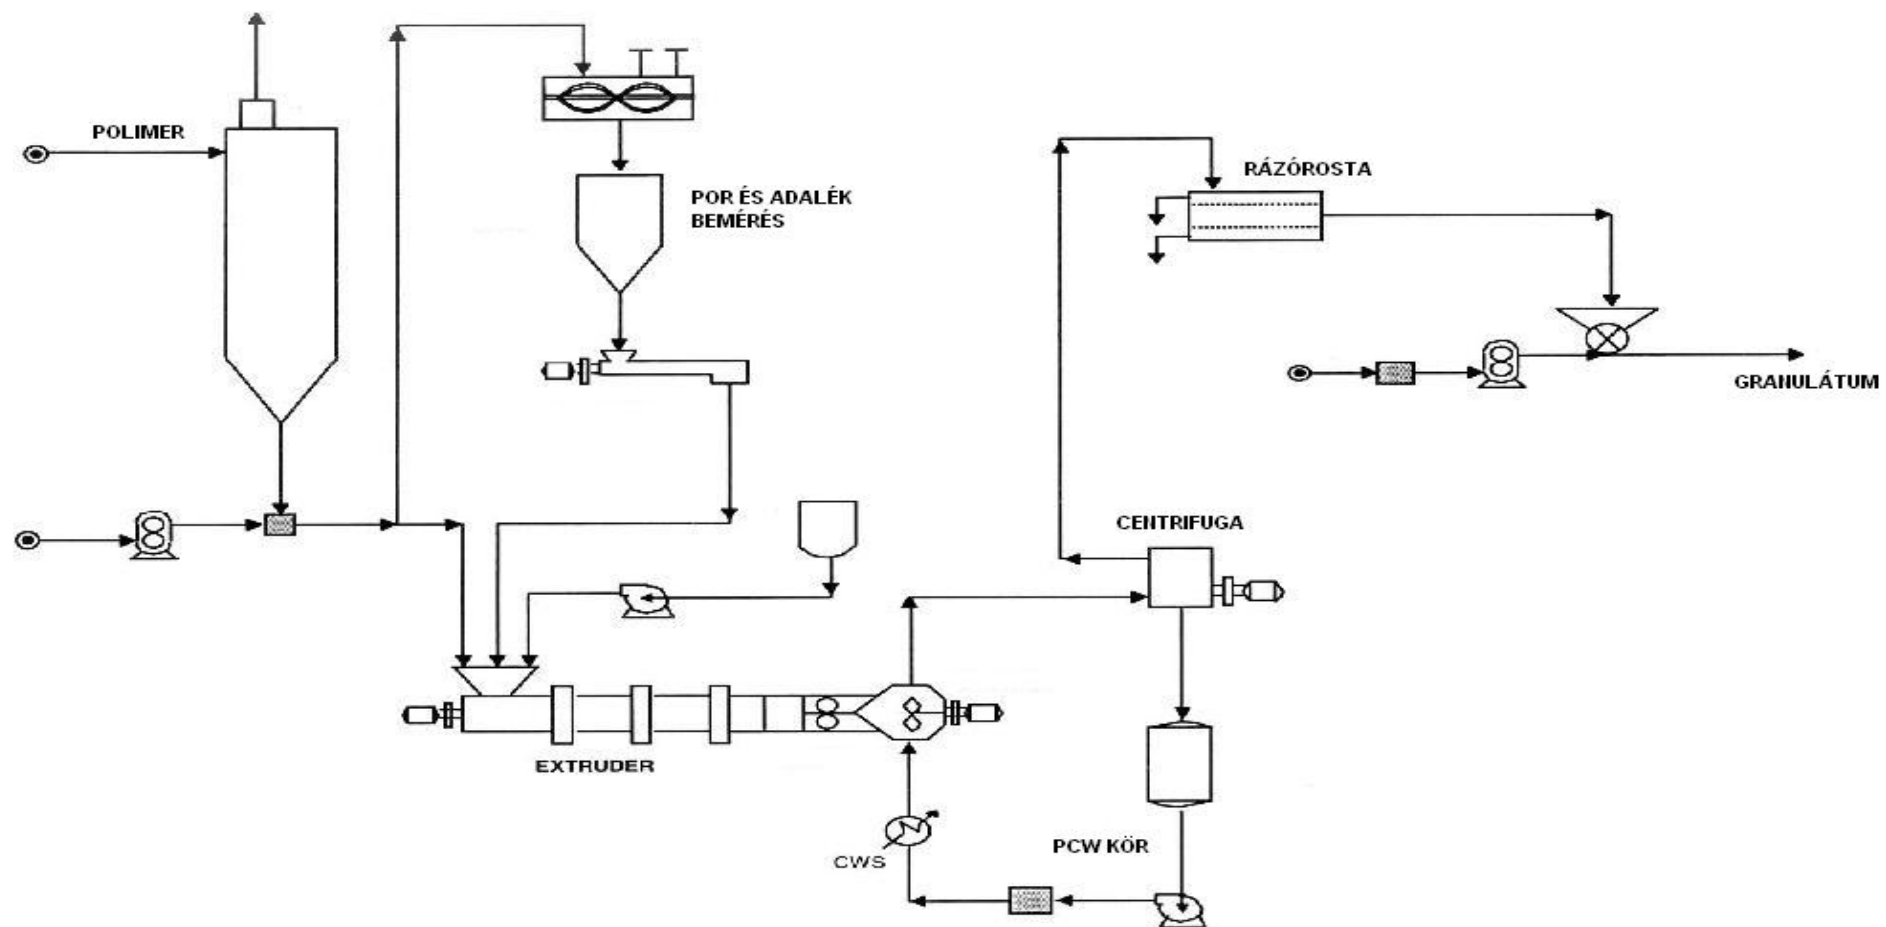 POLIMER
POR ÉS ADALÉK
BEMÉRÉS
RÁZÓROSTA
GRANULÁTUM
CENTRIFUGA
EXTRUDER
PCW KÖR
CWS